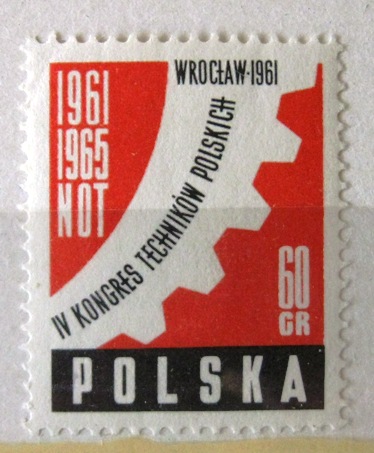 WROCŁAW·1961
1961
1965
NOT
IV KONGRES TECHNIKÓW POLSKICH
60
GR
POLSKA